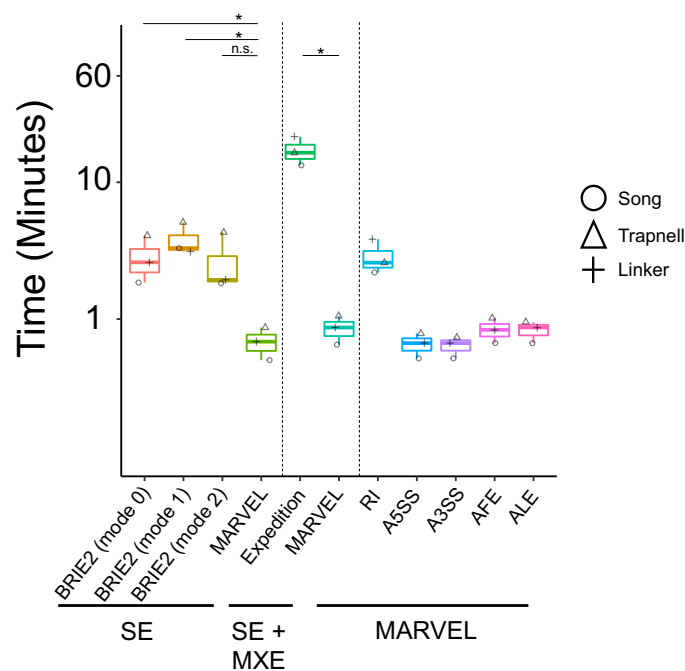 *
*
n.s.
*
60
10
1
Time (Minutes)
Song
Trapnell
Linker
BRIE2 (mode 0)
BRIE2 (mode 1)
BRIE2 (mode 2)
MARVEL
Expedition
MARVEL
RI
A5SS
A3SS
AFE
ALE
SE
SE +
MXE
MARVEL